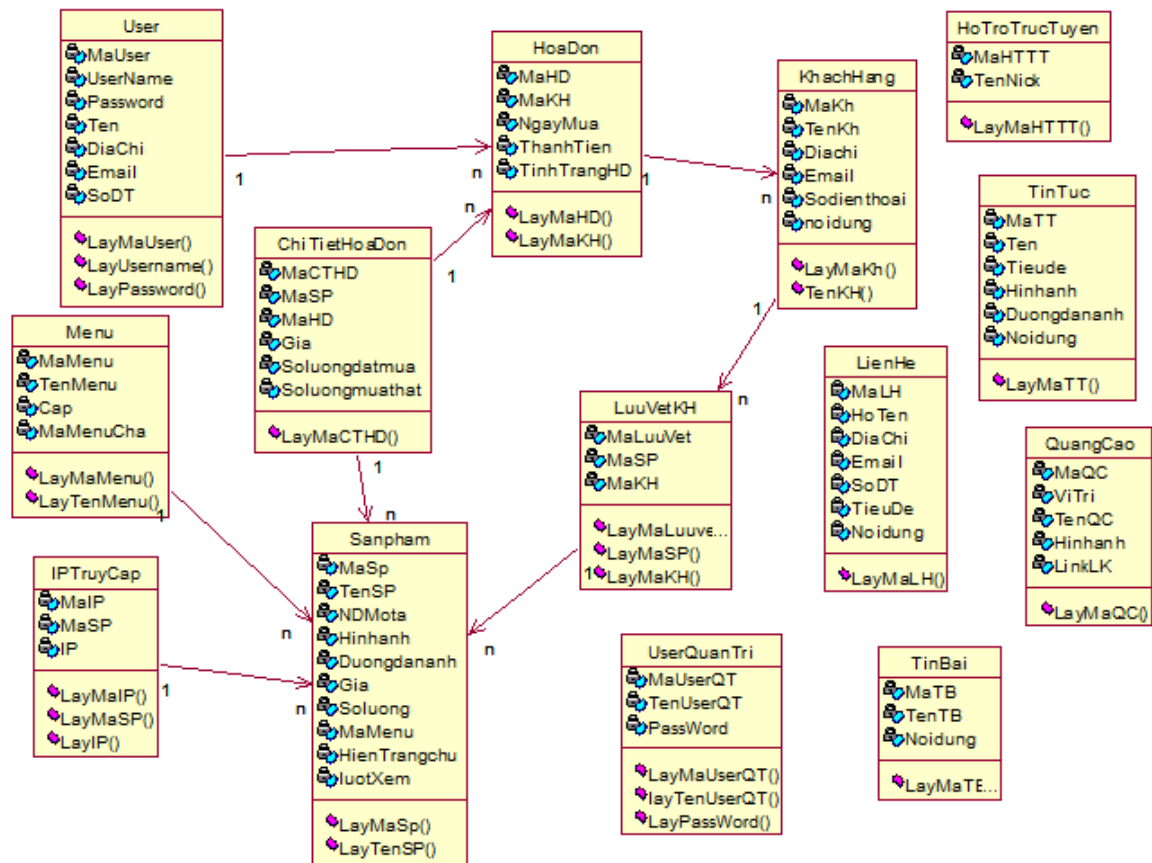 User
MaUser
UserName
Password
Ten
DiaChi
Email
SoDT
LayMaUser()
LayUsername()
LayPassword()
1
n
HoaDon
MaHD
MaKH
NgayMua
ThanhTien
TinhTrangHD
LayMaHD()
LayMaKH()
1
n
KhachHang
MaKh
TenKh
Diachi
Email
Sodienthoai
noidung
LayMaKh()
TenKH()
1
n
HoTroTrucTuyen
MaHTTT
TenNick
LayMaHTTT()
TinTuc
MaTT
Ten
Tieude
Hinhanh
Duongdananh
Noidung
LayMaTT()
ChiTietHoaDon
MaCTHD
MaSP
MaHD
Gia
Soluongdatmua
Soluongmuathat
LayMaCTHD()
1
n
1
n
Menu
MaMenu
TenMenu
Cap
MaMenuCha
LayMaMenu()
LayTenMenu()
1
n
LuuVetKH
MaLuuVet
MaSP
MaKH
LayMaLuuve...
LayMaSP()
LayMaKH()
1
n
LienHe
MaLH
HoTen
DiaChi
Email
SoDT
TieuDe
Noidung
LayMaLH()
QuangCao
MaQC
ViTri
TenQC
Hinhanh
LinkLK
LayMaQC()
IPTruyCap
MaIP
MaSP
IP
LayMaIP()
LayMaSP()
LayIP()
1
n
Sanpham
MaSp
TenSP
NDMota
Hinhanh
Duongdananh
Gia
Soluong
MaMenu
HienTrangchu
luotXem
LayMaSp()
LayTenSP()
UserQuanTri
MaUserQT
TenUserQT
PassWord
LayMaUserQT()
layTenUserQT()
LayPassWord()
TinBai
MaTB
TenTB
Noidung
LayMaTE...